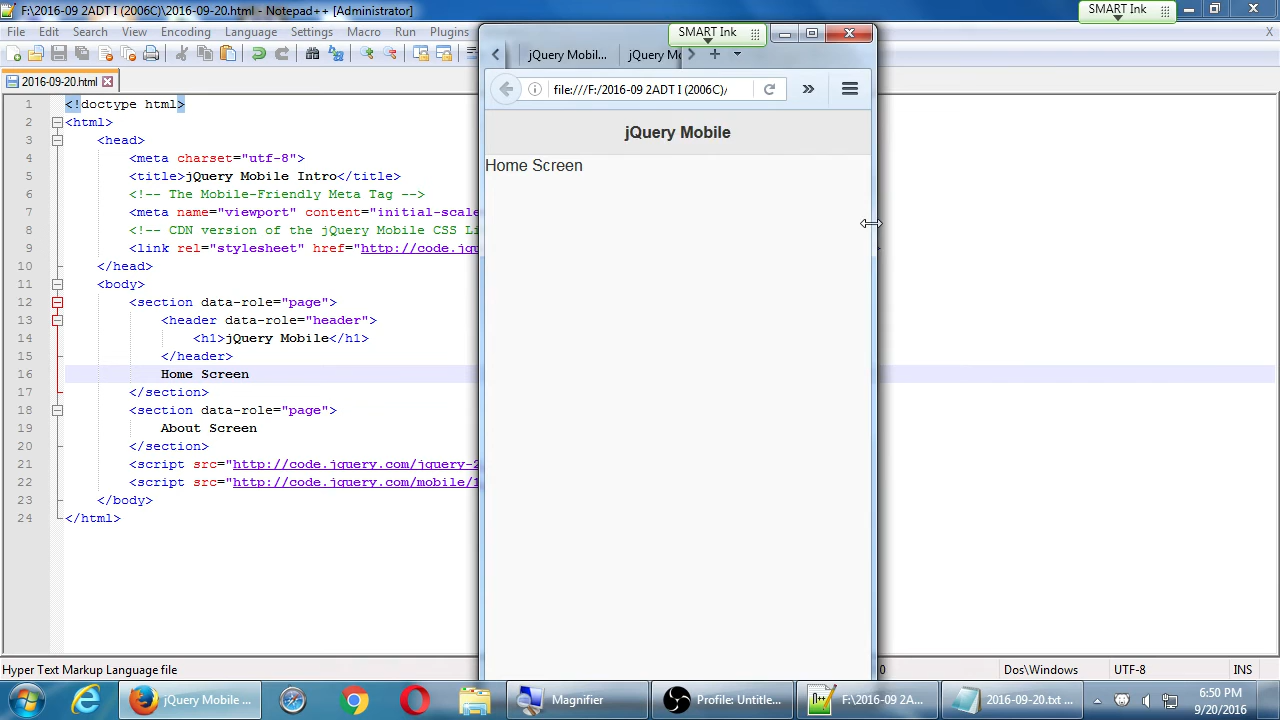 F:\2016-09 2ADT I (2006C)\2016-09-20.html - Notepad++ [Administrator]
SMART Ink
File Edit Search View Encoding Language Settings Macro Run Plugins
X
2016-09-20.html
1 <!doctype html>
2 <html>
3 <head>
4 <meta charset="utf-8">
5 <title>jQuery Mobile Intro</title>
6 <!-- The Mobile-Friendly Meta Tag -->
7 <meta name="viewport" content="initial-scale
8 <!-- CDN version of the jQuery Mobile CSS Li
9 <link rel="stylesheet" href="http://code.jqu
10 </head>
11 <body>
12 <section data-role="page">
13 <header data-role="header">
14 <h1>jQuery Mobile</h1>
15 </header>
16 Home Screen
17 </section>
18 <section data-role="page">
19 About Screen
20 </section>
21 <script src="http://code.jquery.com/jquery-2
22 <script src="http://code.jquery.com/mobile/1
23 </body>
24 </html>
SMART Ink
jQuery Mobil... jQuery Mo
file:///F:/2016-09 2ADT I (2006C)/
jQuery Mobile
Home Screen
Hyper Text Markup Language file
0 Dos\Windows UTF-8 INS
jQuery Mobile ...
Magnifier
Profile: Untitle...
F:\2016-09 2A...
2016-09-20.txt ...
6:50 PM
9/20/2016